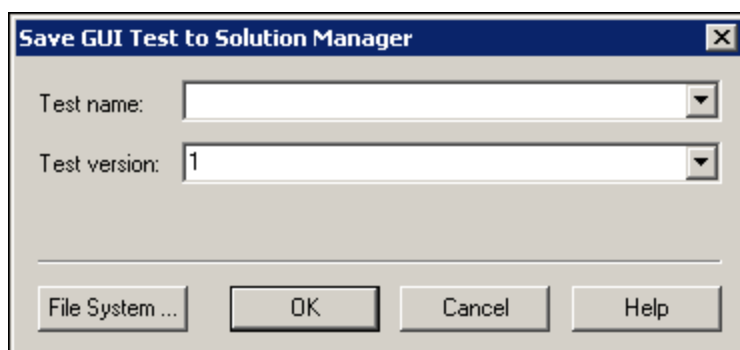 Save GUI Test to Solution Manager
Test name:
Test version: 1
File System ... OK Cancel Help